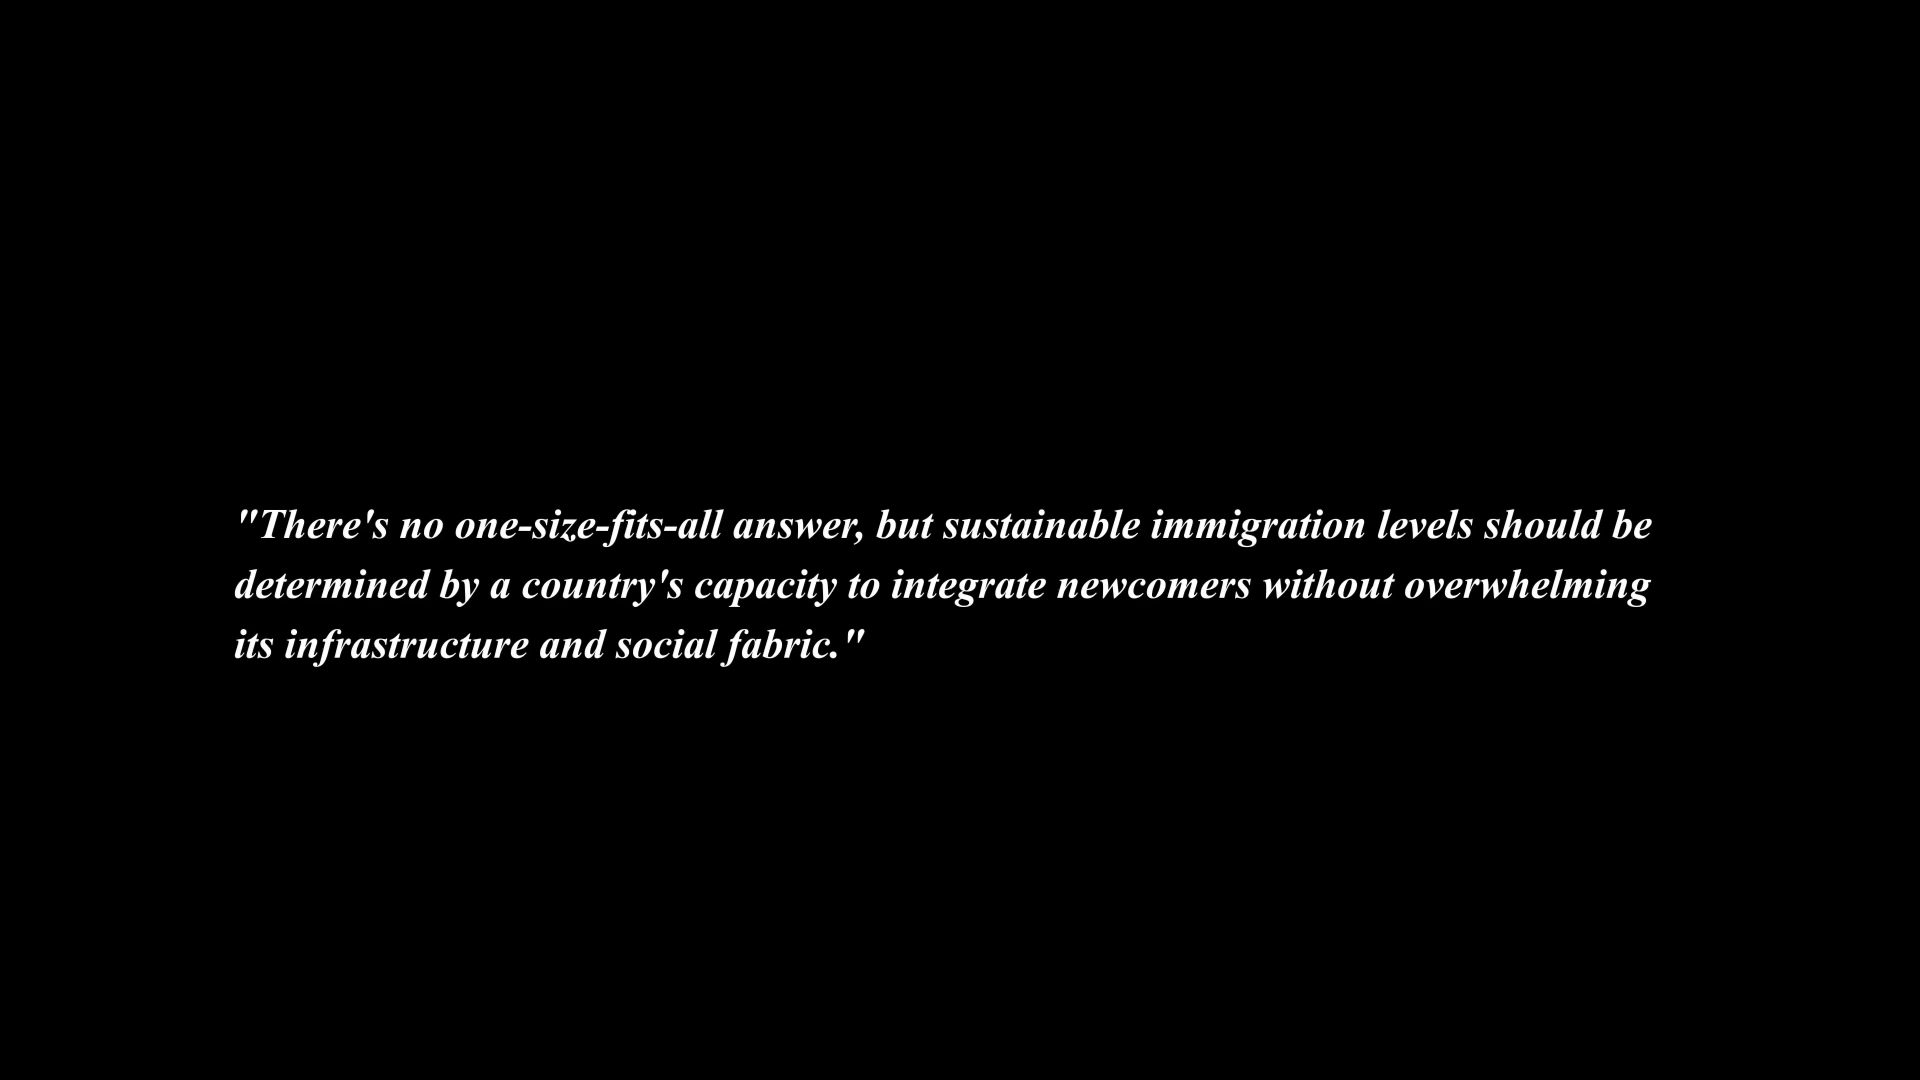 "There's no one-size-fits-all answer, but sustainable immigration levels should be
determined by a country's capacity to integrate newcomers without overwhelming
its infrastructure and social fabric."